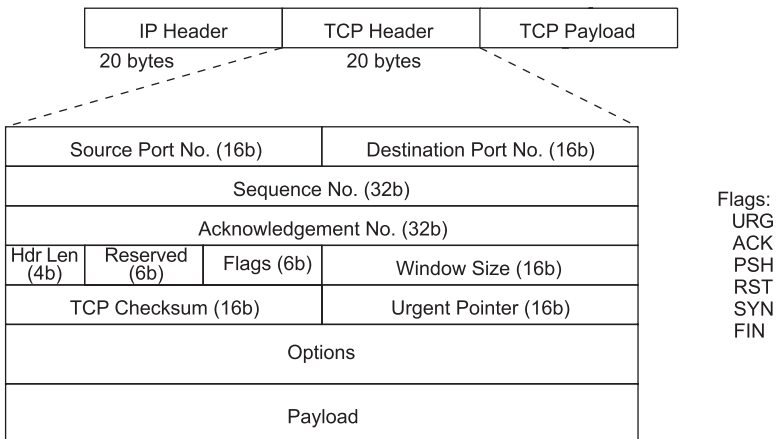 IP Header
TCP Header
TCP Payload
20 bytes
20 bytes
Source Port No. (16b)
Destination Port No. (16b)
Sequence No. (32b)
Acknowledgement No. (32b)
Hdr Len
(4b)
Reserved
(6b)
Flags (6b)
Window Size (16b)
TCP Checksum (16b)
Urgent Pointer (16b)
Options
Payload
Flags:
URG
ACK
PSH
RST
SYN
FIN